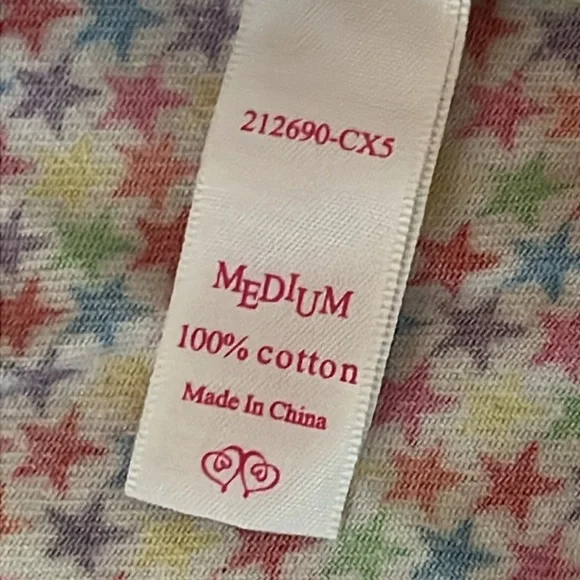 212690-CX5
MEDIUM
100% cotton
Made In China